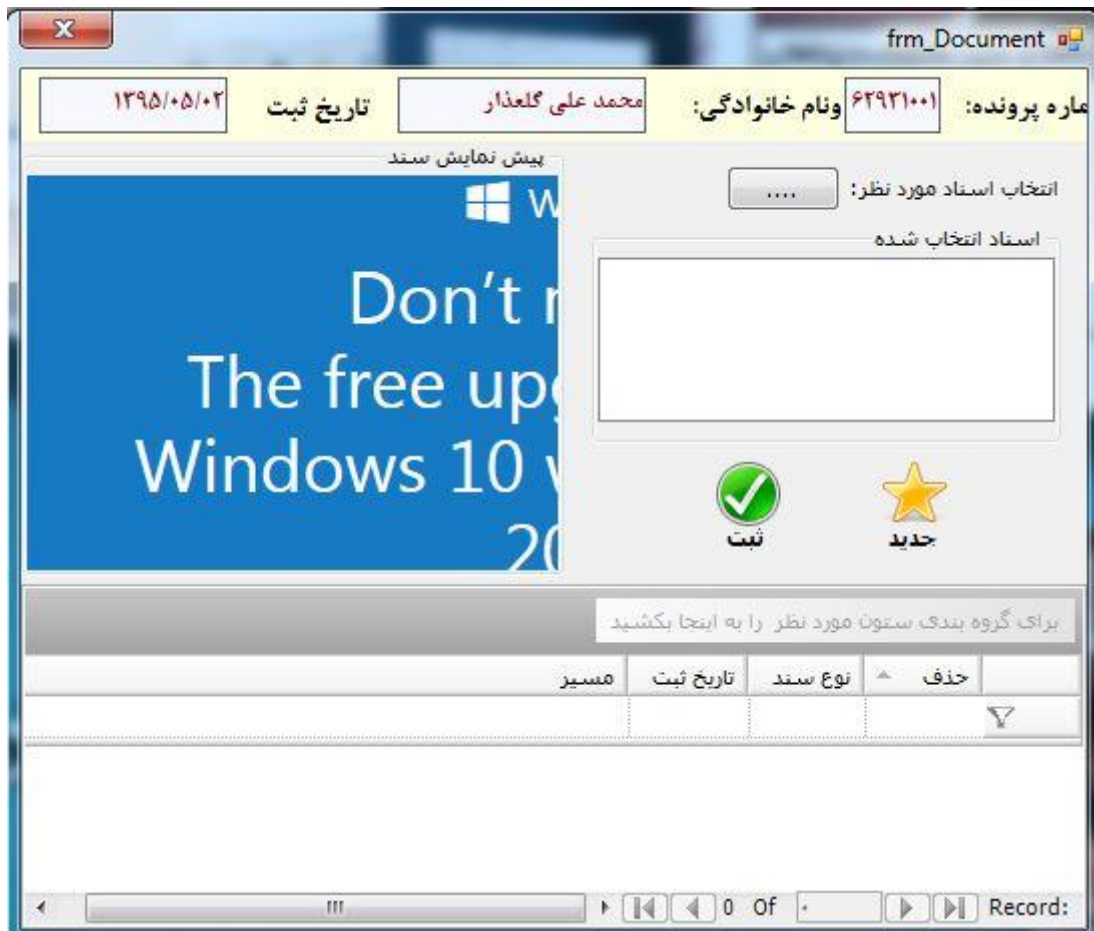 frm_Document
ماره پرونده: ۶۲۹۳۱۰۰۱ ونام خانوادگی: محمد علی گلعذار تاریخ ثبت ۱۳۹۵/۰۵/۰۲
انتخاب اسناد مورد نظر: ....
اسناد انتخاب شده
جدید
ثبت
پیش نمایش سند
W
Don't r
The free upg
Windows 10 w
20
برای گروه بندی ستون مورد نظر را به اینجا بکشید
حذف نوع سند تاریخ ثبت مسیر
Record: ۰ Of 0